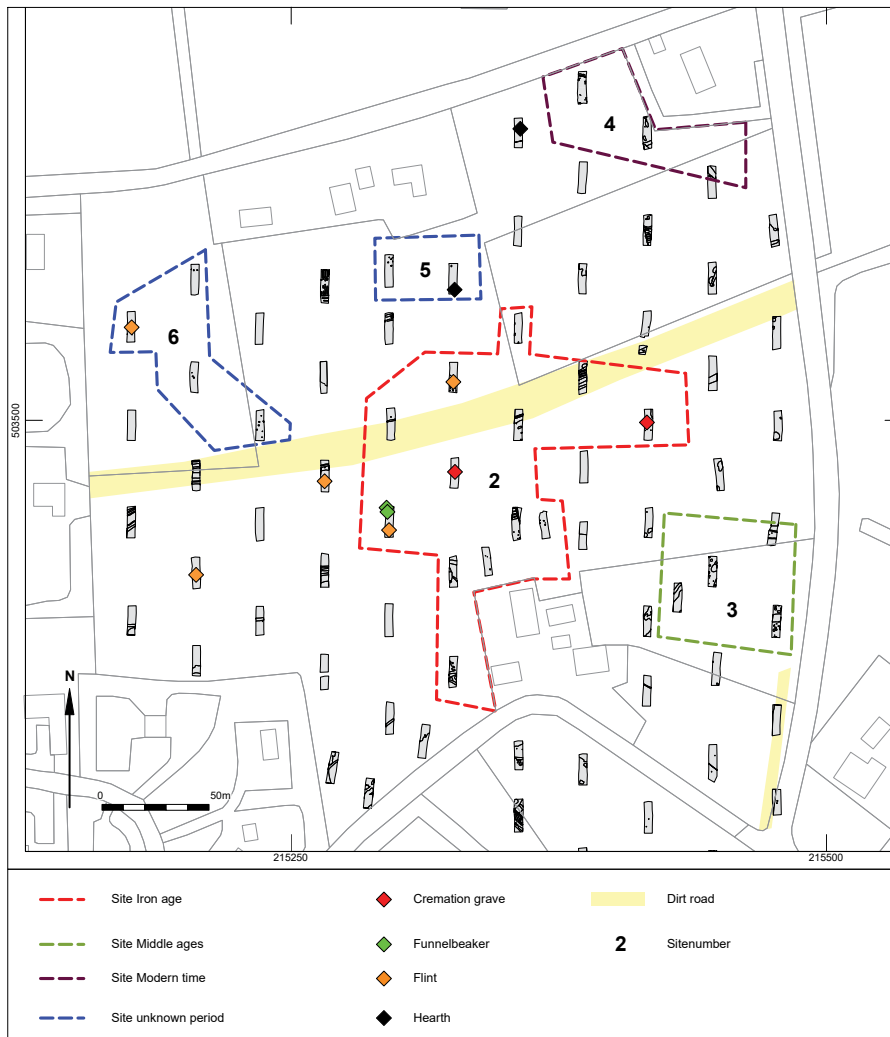 4
5
6
503500
2
3
N
0
50m
215250
215500
Site Iron age
Cremation grave
Dirt road
Site Middle ages
Funnelbeaker
2
Sitenumber
Site Modern time
Flint
Site unknown period
Hearth